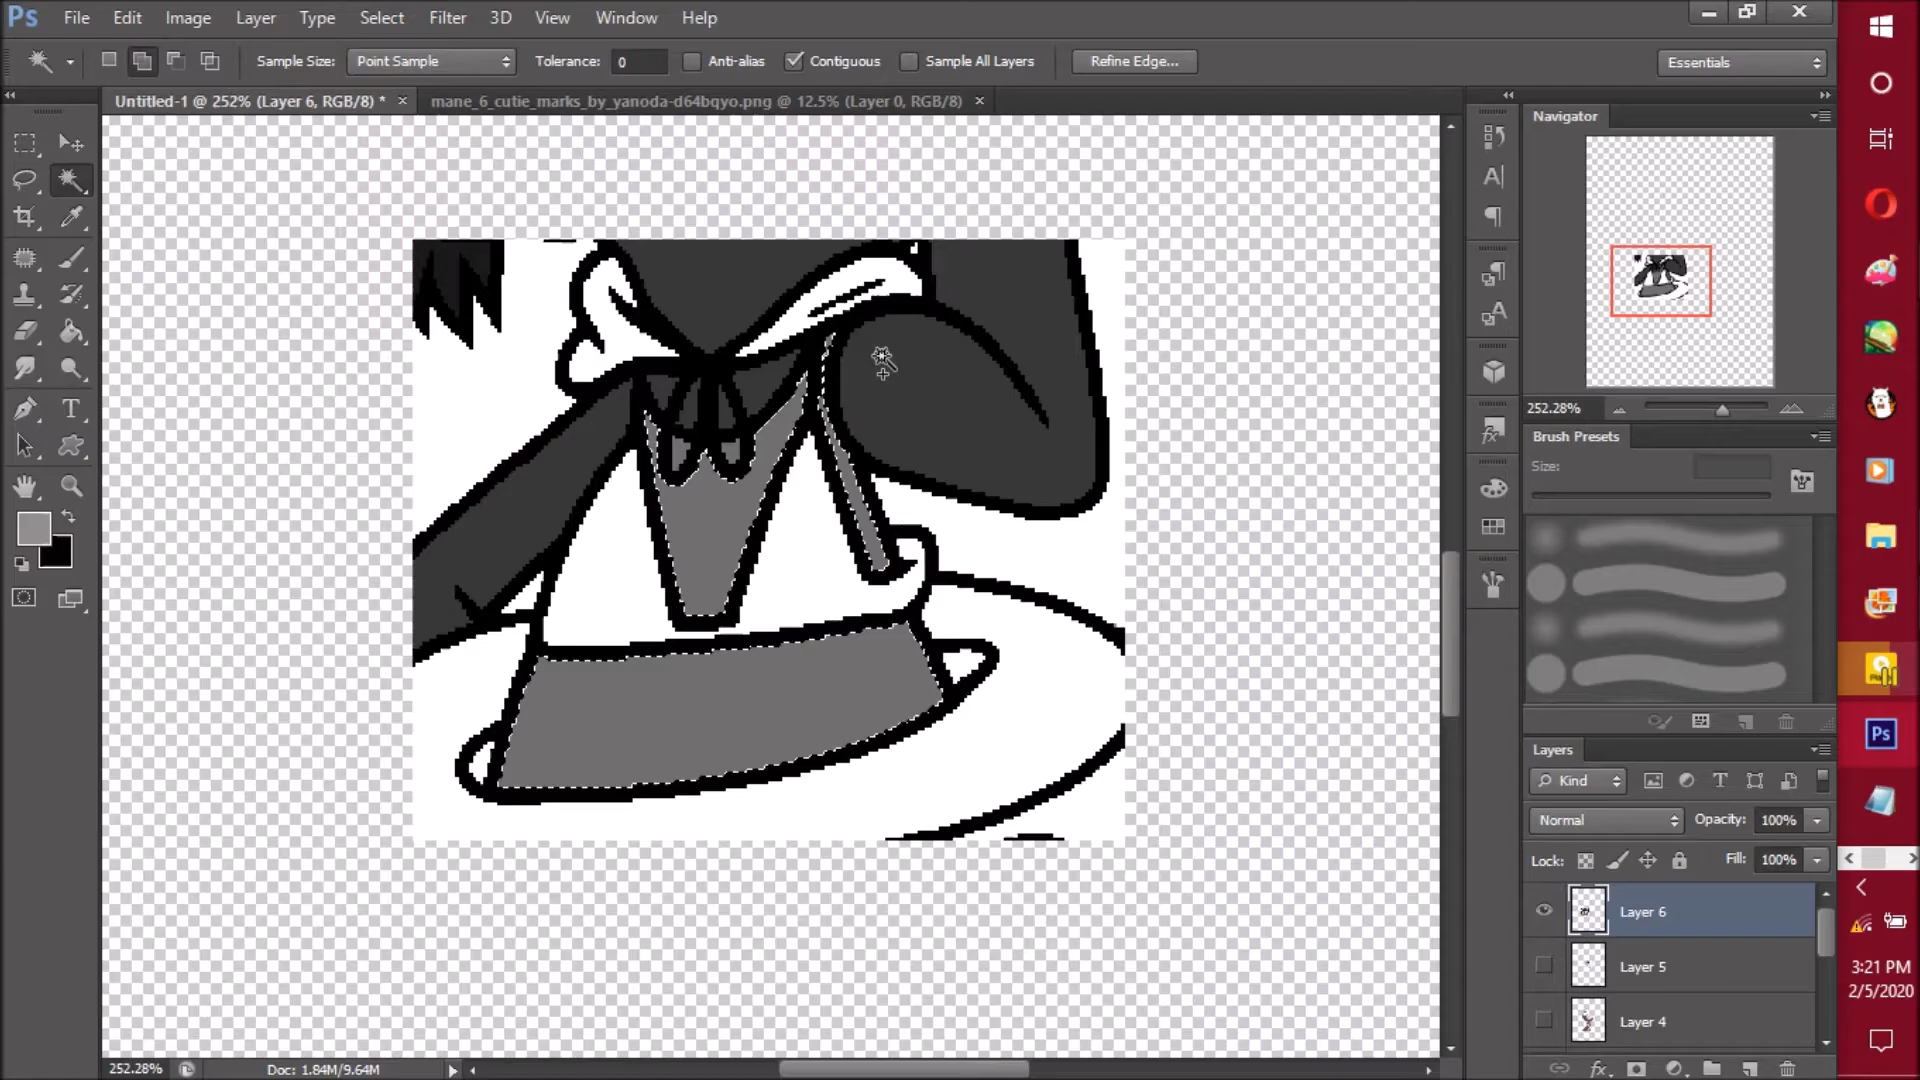 Ps File Edit Image Layer Type Select Filter 3D View Window Help
Sample Size: Point Sample Tolerance: 0 Anti-alias Contiguous Sample All Layers Refine Edge... Essentials
Untitled-1 @ 252% (Layer 6, RGB/8) * × mane_6_cutie_marks_by_yanoda-d64bqyo.png @ 12.5% (Layer 0, RGB/8) ×
Navigator
252.28%
Brush Presets
Size:
Layers
Kind
Normal Opacity: 100%
Lock: Fill: 100%
Layer 6
Layer 5
Layer 4
252.28% Doc: 1.84M/9.64M
Ps
3:21 PM
2/5/2020